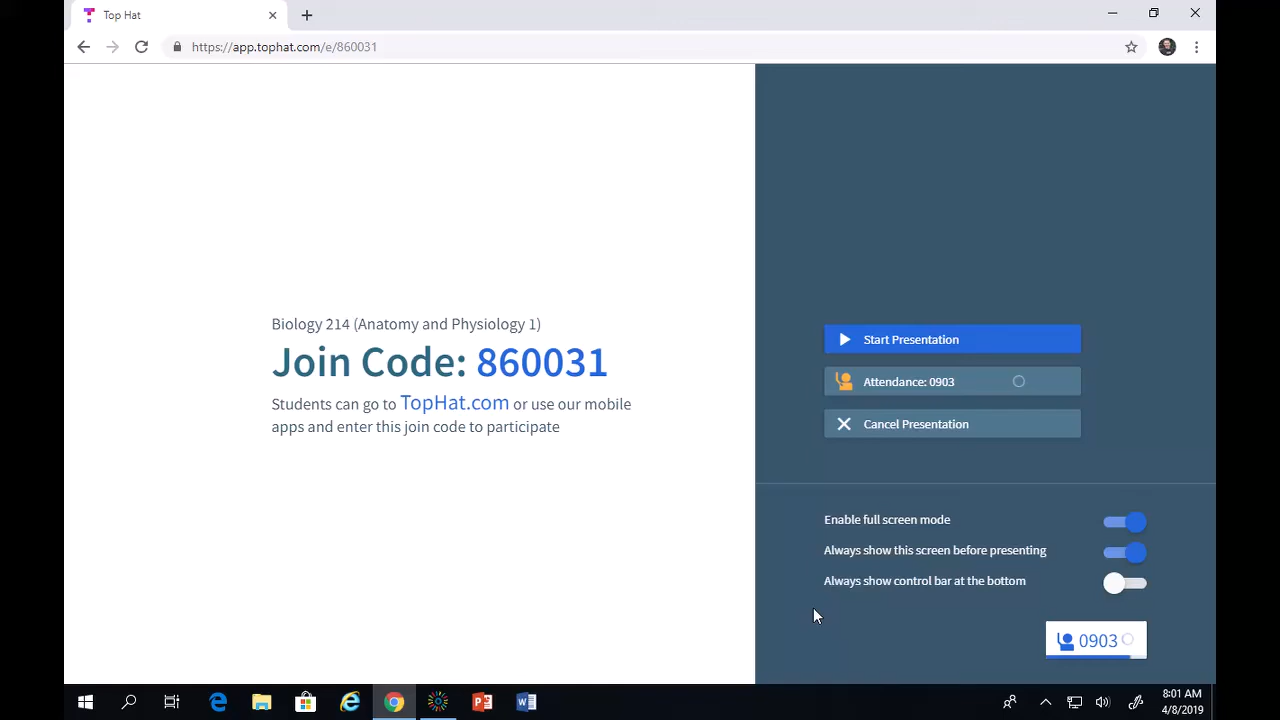 Top Hat
https://app.tophat.com/e/860031
Biology 214 (Anatomy and Physiology 1)
Join Code: 860031
Students can go to TopHat.com or use our mobile
apps and enter this join code to participate
Start Presentation
Attendance: 0903
Cancel Presentation
Enable full screen mode
Always show this screen before presenting
Always show control bar at the bottom
0903
8:01 AM
4/8/2019